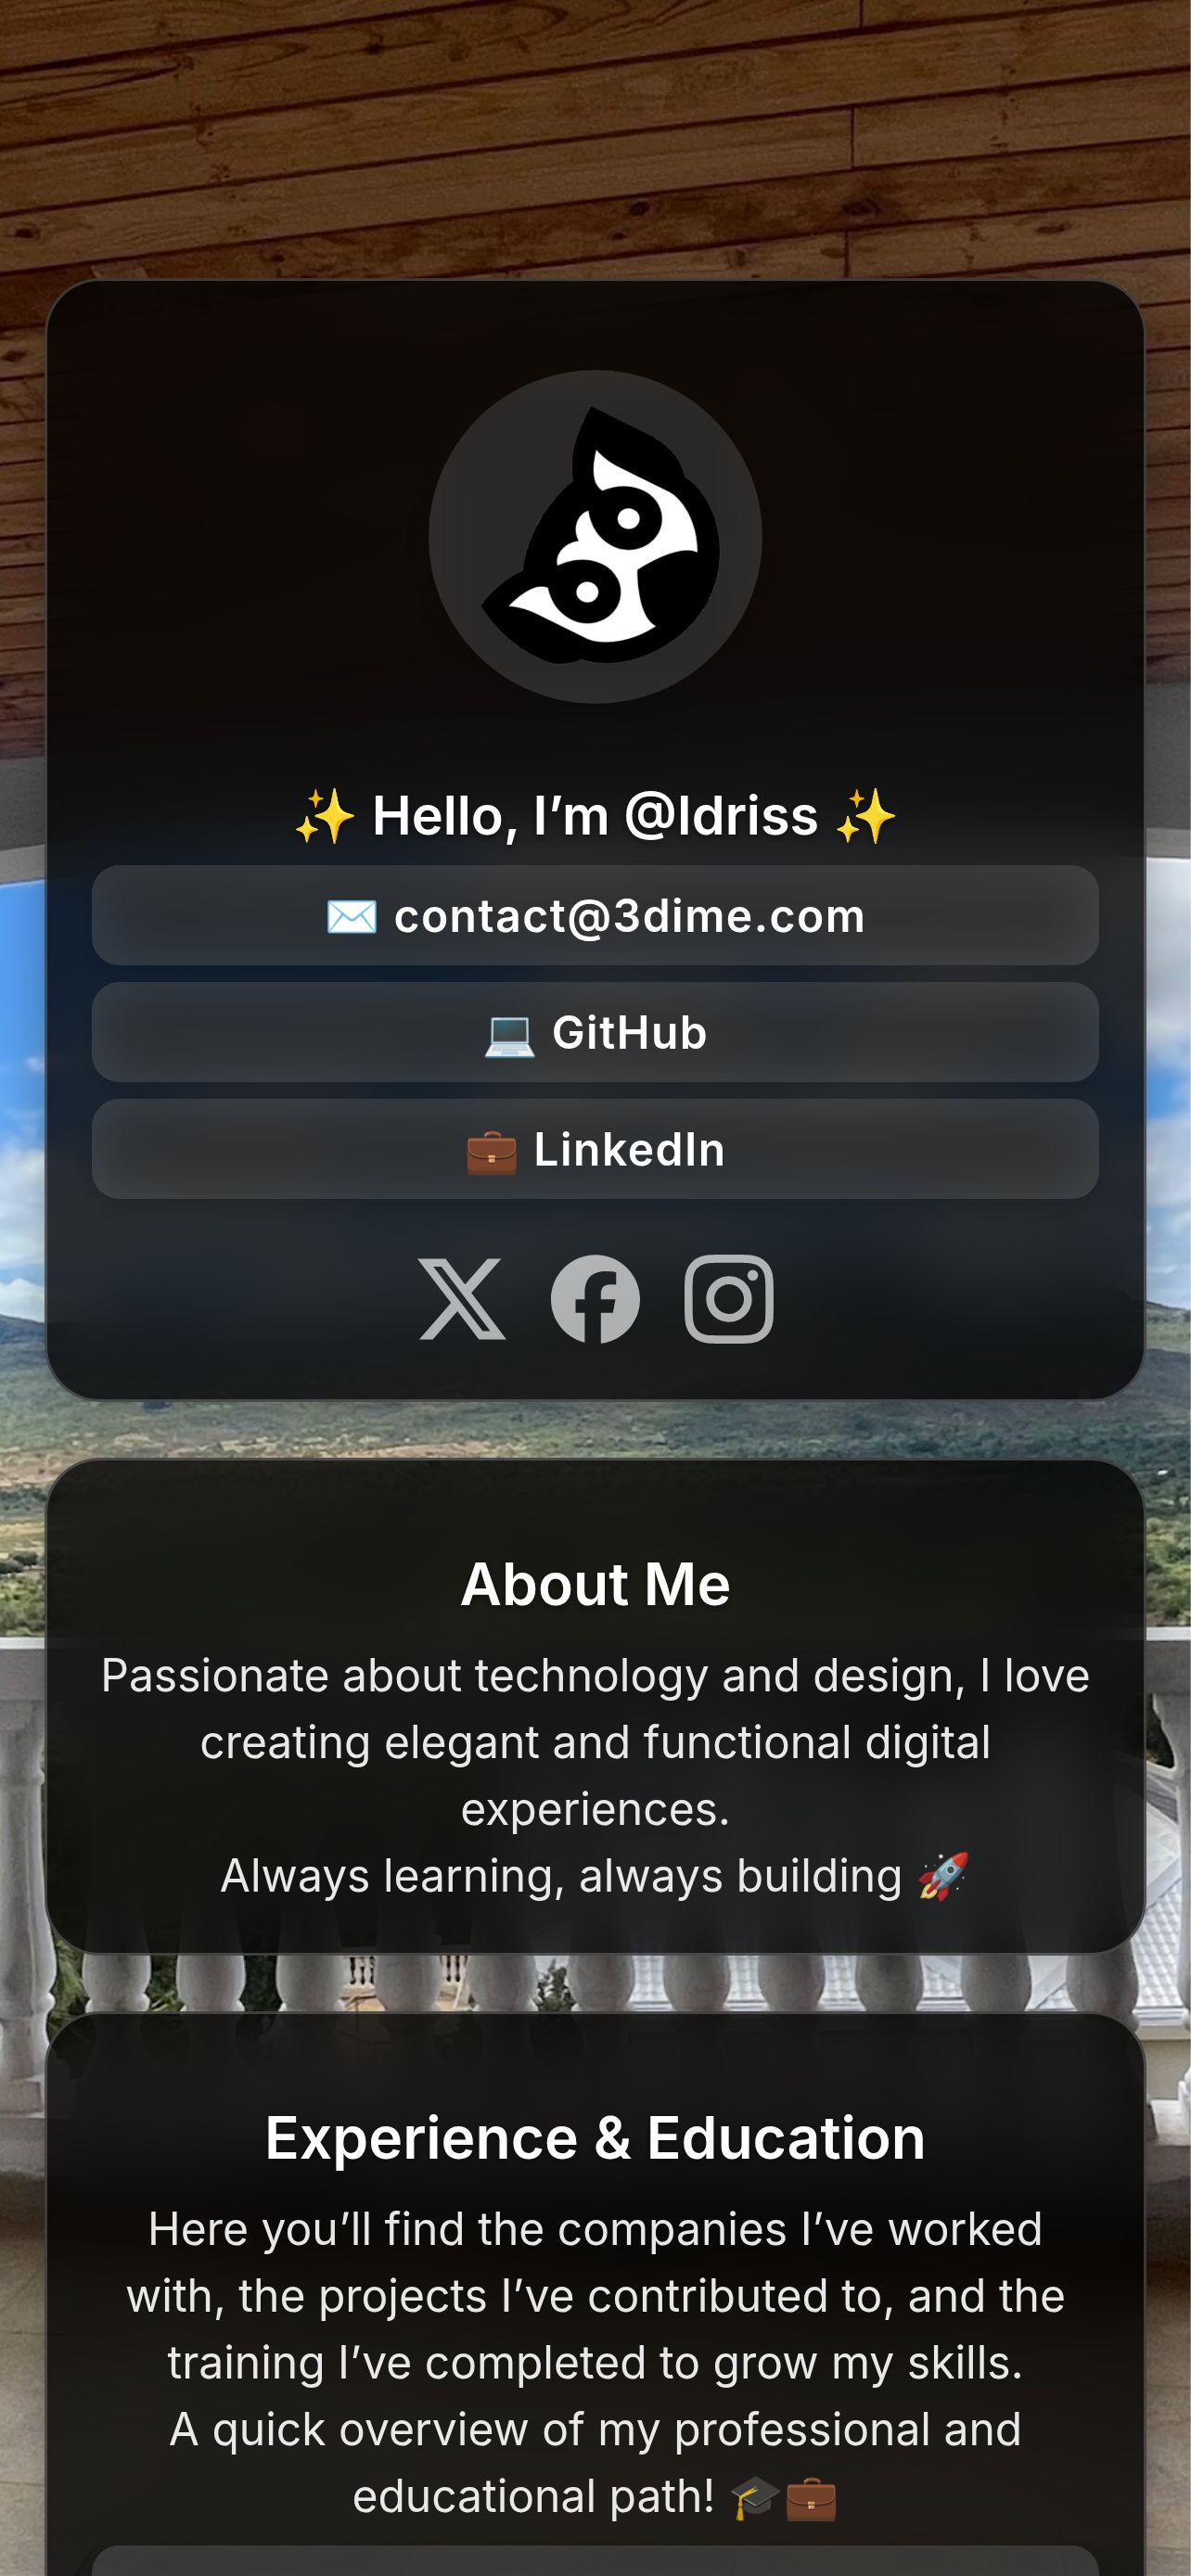 ✨ Hello, I’m @Idriss ✨
✉️ contact@3dime.com
💻 GitHub
💼 LinkedIn
About Me
Passionate about technology and design, I love
creating elegant and functional digital
experiences.
Always learning, always building 🚀
Experience & Education
Here you’ll find the companies I’ve worked
with, the projects I’ve contributed to, and the
training I’ve completed to grow my skills.
A quick overview of my professional and
educational path! 🎓💼